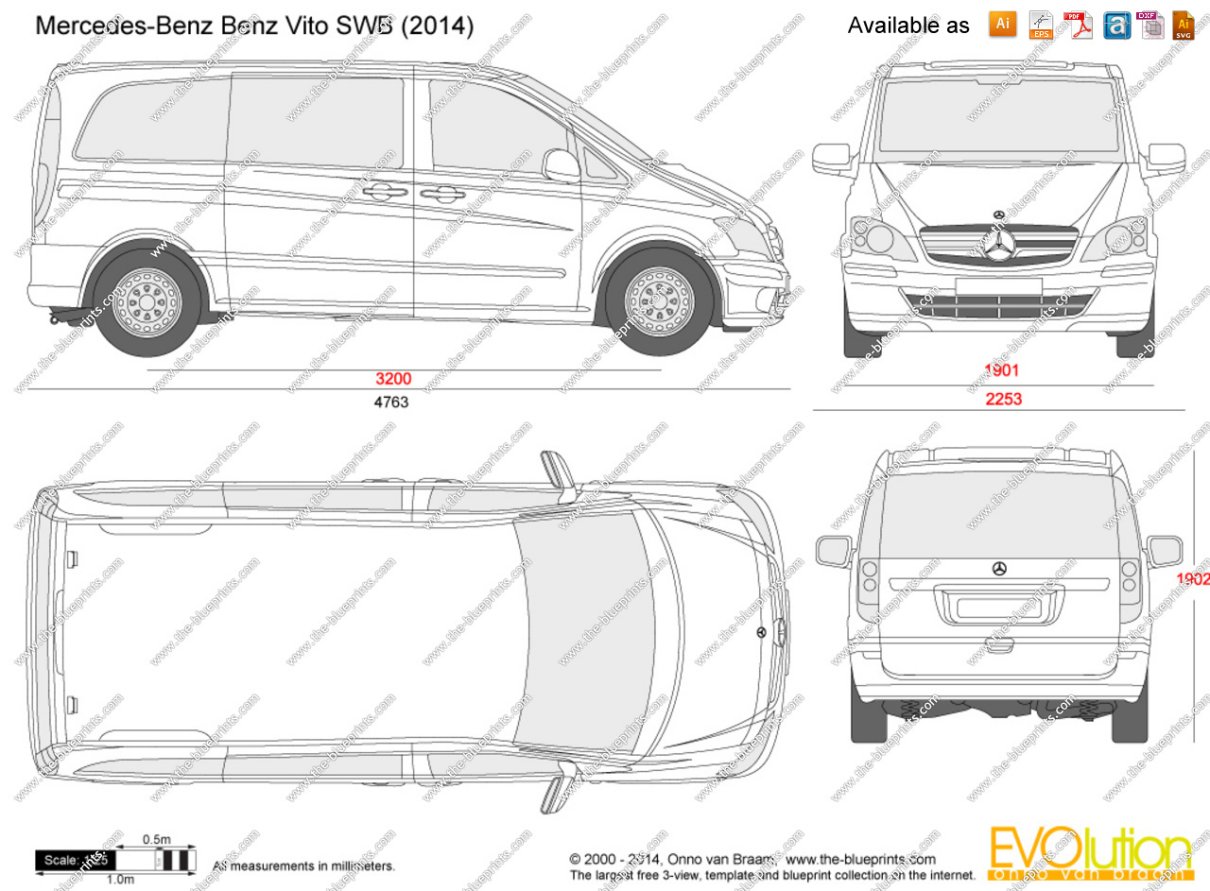 Mercedes-Benz Benz Vito SWB (2014)
Available as
Ai
EPS
PDF
a
DXF
Ai
SVG
3200
4763
1901
2253
1902
0.5m
Scale: 1:25
1.0m
All measurements in millimeters.
© 2000 - 2014, Onno van Braam, www.the-blueprints.com
The largest free 3-view, template and blueprint collection on the internet.
EVOlution
onno van braam
www.the-blueprints.com